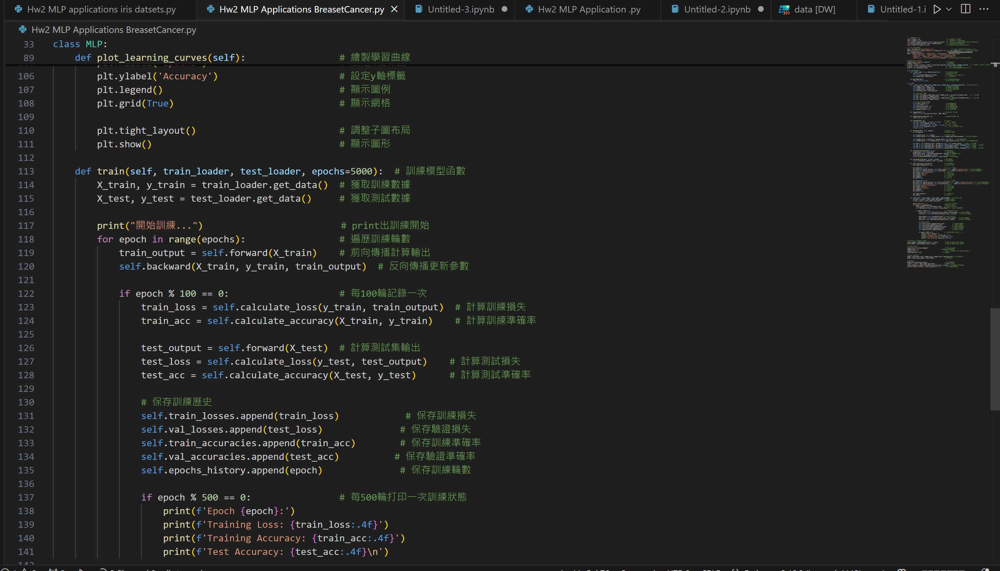 Hw2 MLP applications iris datsets.py
Hw2 MLP Applications BreasetCancer.py
Untitled-3.ipynb
Hw2 MLP Application .py
Untitled-2.ipynb
data [DW]
Untitled-1.i
Hw2 MLP Applications BreasetCancer.py
33 class MLP:
89 def plot_learning_curves(self): # 繪製學習曲線
106 plt.ylabel('Accuracy') # 設定y軸標籤
107 plt.legend() # 顯示圖例
108 plt.grid(True) # 顯示網格
109
110 plt.tight_layout() # 調整子圖布局
111 plt.show() # 顯示圖形
112
113 def train(self, train_loader, test_loader, epochs=5000): # 訓練模型函數
114 X_train, y_train = train_loader.get_data() # 獲取訓練數據
115 X_test, y_test = test_loader.get_data() # 獲取測試數據
116
117 print("開始訓練...") # print出訓練開始
118 for epoch in range(epochs): # 遍歷訓練輪數
119 train_output = self.forward(X_train) # 前向傳播計算輸出
120 self.backward(X_train, y_train, train_output) # 反向傳播更新參數
121
122 if epoch % 100 == 0: # 每100輪記錄一次
123 train_loss = self.calculate_loss(y_train, train_output) # 計算訓練損失
124 train_acc = self.calculate_accuracy(X_train, y_train) # 計算訓練準確率
125
126 test_output = self.forward(X_test) # 計算測試集輸出
127 test_loss = self.calculate_loss(y_test, test_output) # 計算測試損失
128 test_acc = self.calculate_accuracy(X_test, y_test) # 計算測試準確率
129
130 # 保存訓練歷史
131 self.train_losses.append(train_loss) # 保存訓練損失
132 self.val_losses.append(test_loss) # 保存驗證損失
133 self.train_accuracies.append(train_acc) # 保存訓練準確率
134 self.val_accuracies.append(test_acc) # 保存驗證準確率
135 self.epochs_history.append(epoch) # 保存訓練輪數
136
137 if epoch % 500 == 0: # 每500輪打印一次訓練狀態
138 print(f'Epoch {epoch}:')
139 print(f'Training Loss: {train_loss:.4f}')
140 print(f'Training Accuracy: {train_acc:.4f}')
141 print(f'Test Accuracy: {test_acc:.4f}\n')